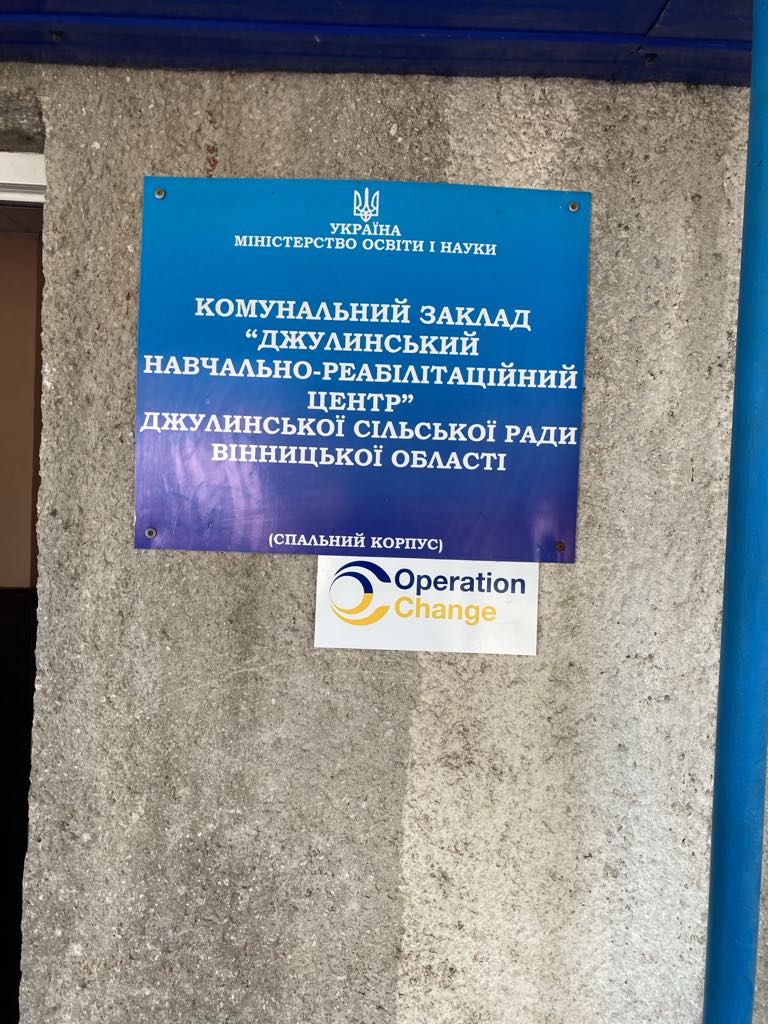 УКРАЇНА
МІНІСТЕРСТВО ОСВІТИ І НАУКИ
КОМУНАЛЬНИЙ ЗАКЛАД
“ДЖУЛИНСЬКИЙ
НАВЧАЛЬНО-РЕАБІЛІТАЦІЙНИЙ
ЦЕНТР”
ДЖУЛИНСЬКОЇ СІЛЬСЬКОЇ РАДИ
ВІННИЦЬКОЇ ОБЛАСТІ
(СПАЛЬНИЙ КОРПУС)
Operation
Change